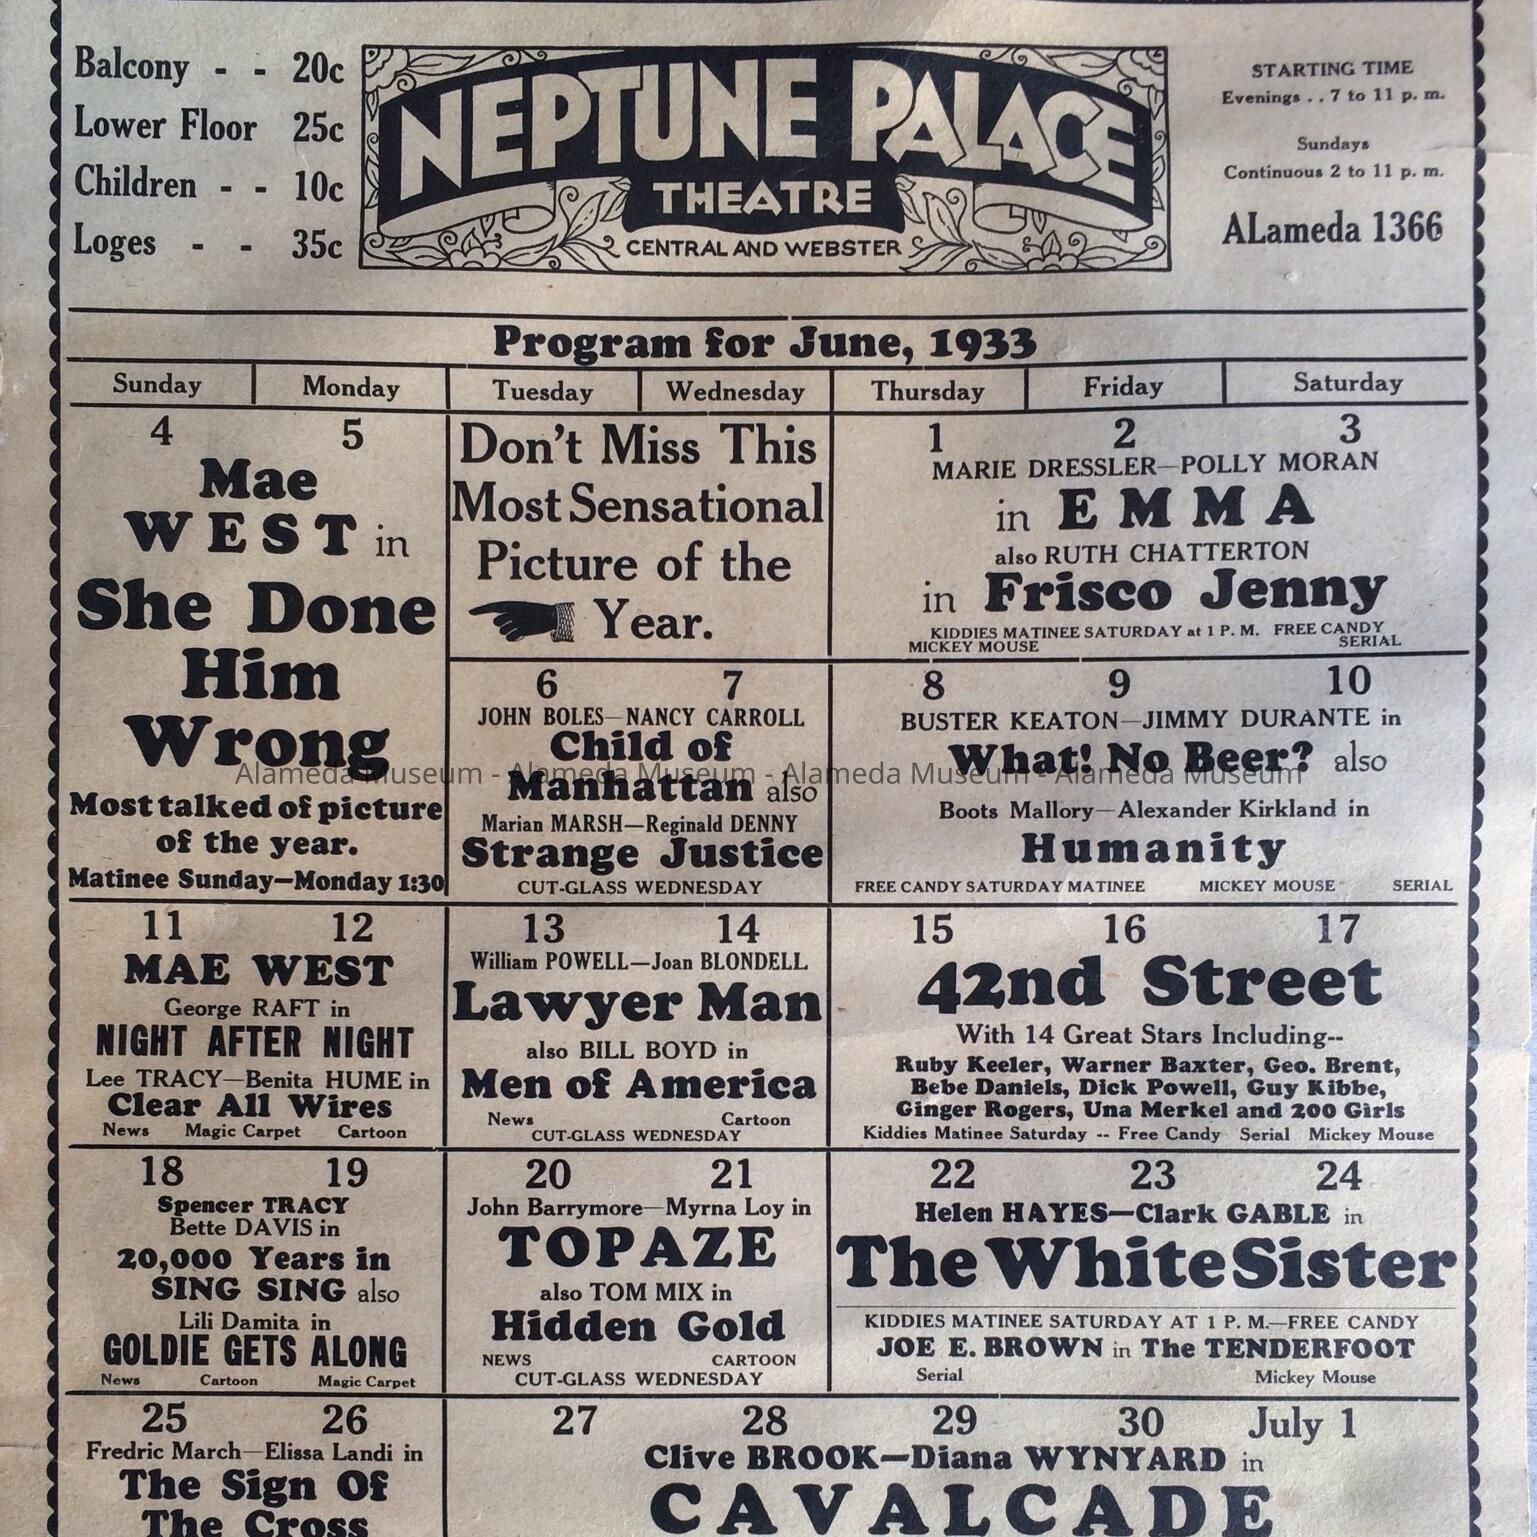 Balcony - - 20c
Lower Floor 25c
Children - - 10c
Loges - - 35c
NEPTUNE PALACE
THEATRE
CENTRAL AND WEBSTER
STARTING TIME
Evenings . . 7 to 11 p. m.
Sundays
Continuous 2 to 11 p. m.
ALameda 1366
Program for June, 1933
Sunday Monday Tuesday Wednesday Thursday Friday Saturday
4 5
Mae
WEST in
She Done
Him
Wrong
Most talked of picture
of the year.
Matinee Sunday—Monday 1:30
Don't Miss This
Most Sensational
Picture of the
Year.
1 2 3
MARIE DRESSLER—POLLY MORAN
in EMMA
also RUTH CHATTERTON
in Frisco Jenny
KIDDIES MATINEE SATURDAY at 1 P. M. FREE CANDY
MICKEY MOUSE SERIAL
6 7
JOHN BOLES—NANCY CARROLL
Child of
Manhattan also
Marian MARSH—Reginald DENNY
Strange Justice
CUT-GLASS WEDNESDAY
8 9 10
BUSTER KEATON—JIMMY DURANTE in
What! No Beer? also
Boots Mallory—Alexander Kirkland in
Humanity
FREE CANDY SATURDAY MATINEE MICKEY MOUSE SERIAL
Alameda Museum - Alameda Museum - Alameda Museum - Alameda Museum
11 12
MAE WEST
George RAFT in
NIGHT AFTER NIGHT
Lee TRACY—Benita HUME in
Clear All Wires
News Magic Carpet Cartoon
13 14
William POWELL—Joan BLONDELL
Lawyer Man
also BILL BOYD in
Men of America
News Cartoon
CUT-GLASS WEDNESDAY
15 16 17
42nd Street
With 14 Great Stars Including--
Ruby Keeler, Warner Baxter, Geo. Brent,
Bebe Daniels, Dick Powell, Guy Kibbe,
Ginger Rogers, Una Merkel and 200 Girls
Kiddies Matinee Saturday -- Free Candy Serial Mickey Mouse
18 19
Spencer TRACY
Bette DAVIS in
20,000 Years in
SING SING also
Lili Damita in
GOLDIE GETS ALONG
News Cartoon Magic Carpet
20 21
John Barrymore—Myrna Loy in
TOPAZE
also TOM MIX in
Hidden Gold
NEWS CARTOON
CUT-GLASS WEDNESDAY
22 23 24
Helen HAYES—Clark GABLE in
The White Sister
KIDDIES MATINEE SATURDAY AT 1 P. M.—FREE CANDY
JOE E. BROWN in The TENDERFOOT
Serial Mickey Mouse
25 26
Fredric March—Elissa Landi in
The Sign Of
The Cross
27 28 29 30 July 1
Clive BROOK—Diana WYNYARD in
CAVALCADE